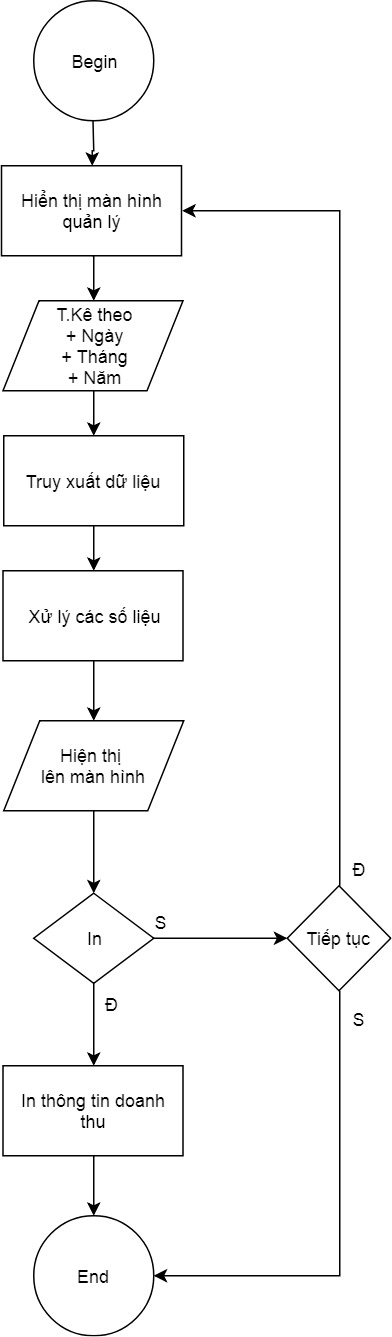 Begin
Hiển thị màn hình
quản lý
T.Kê theo
+ Ngày
+ Tháng
+ Năm
Truy xuất dữ liệu
Xử lý các số liệu
Hiện thị
lên màn hình
Đ
In
S
Tiếp tục
Đ
S
In thông tin doanh
thu
End